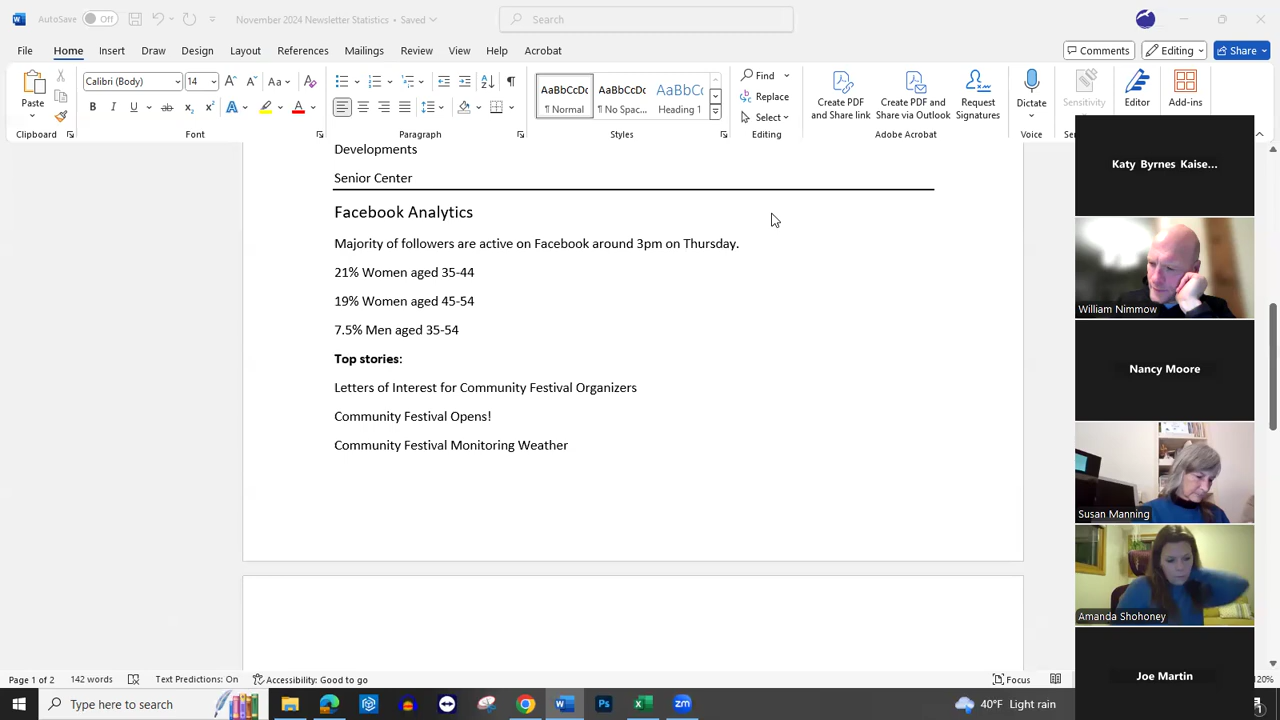 AutoSave Off November 2024 Newsletter Statistics • Saved Search
File Home Insert Draw Design Layout References Mailings Review View Help Acrobat Comments Editing Share
Paste Calibri (Body) 14 Aa
B I U ab x₂ x² A A
AaBbCcDc AaBbCcDc AaBbCc
¶ Normal ¶ No Spac... Heading 1
Find
Replace
Select
Create PDF and Share link
Create PDF and Share via Outlook
Request Signatures
Dictate
Sensitivity
Editor
Add-ins
Clipboard Font Paragraph Styles Editing Adobe Acrobat Voice
Developments
Senior Center
Facebook Analytics
Majority of followers are active on Facebook around 3pm on Thursday.
21% Women aged 35-44
19% Women aged 45-54
7.5% Men aged 35-54
Top stories:
Letters of Interest for Community Festival Organizers
Community Festival Opens!
Community Festival Monitoring Weather
Katy Byrnes Kaise...
William Nimmow
Nancy Moore
Susan Manning
Amanda Shohoney
Joe Martin
Page 1 of 2 142 words Text Predictions: On Accessibility: Good to go Focus 120%
Type here to search 40°F Light rain